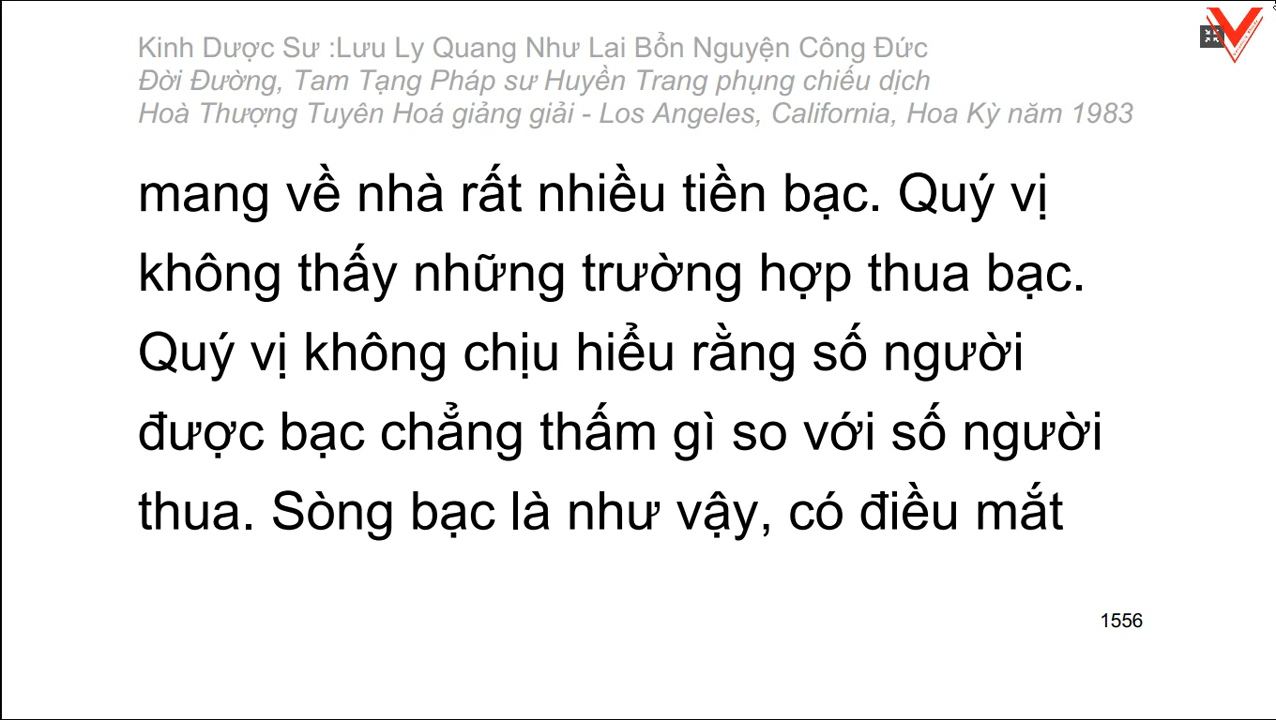 Kinh Dược Sư :Lưu Ly Quang Như Lai Bổn Nguyện Công Đức
Đời Đường, Tam Tạng Pháp sư Huyền Trang phụng chiếu dịch
Hoà Thượng Tuyên Hoá giảng giải - Los Angeles, California, Hoa Kỳ năm 1983
mang về nhà rất nhiều tiền bạc. Quý vị
không thấy những trường hợp thua bạc.
Quý vị không chịu hiểu rằng số người
được bạc chẳng thấm gì so với số người
thua. Sòng bạc là như vậy, có điều mắt
1556